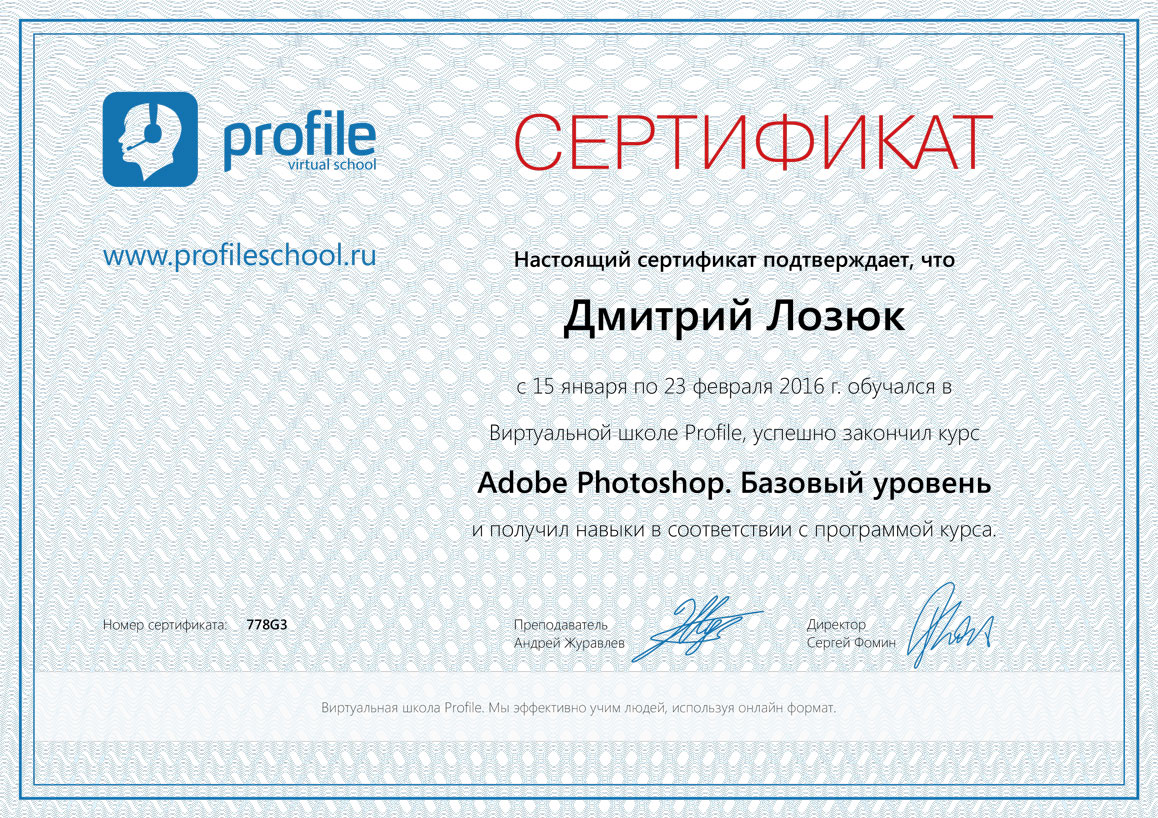 profile
virtual school
СЕРТИФИКАТ
www.profileschool.ru
Настоящий сертификат подтверждает, что
Дмитрий Лозюк
с 15 января по 23 февраля 2016 г. обучался в
Виртуальной школе Profile, успешно закончил курс
Adobe Photoshop. Базовый уровень
и получил навыки в соответствии с программой курса.
Номер сертификата: 778G3
Преподаватель
Андрей Журавлев
Директор
Сергей Фомин
Виртуальная школа Profile. Мы эффективно учим людей, используя онлайн формат.